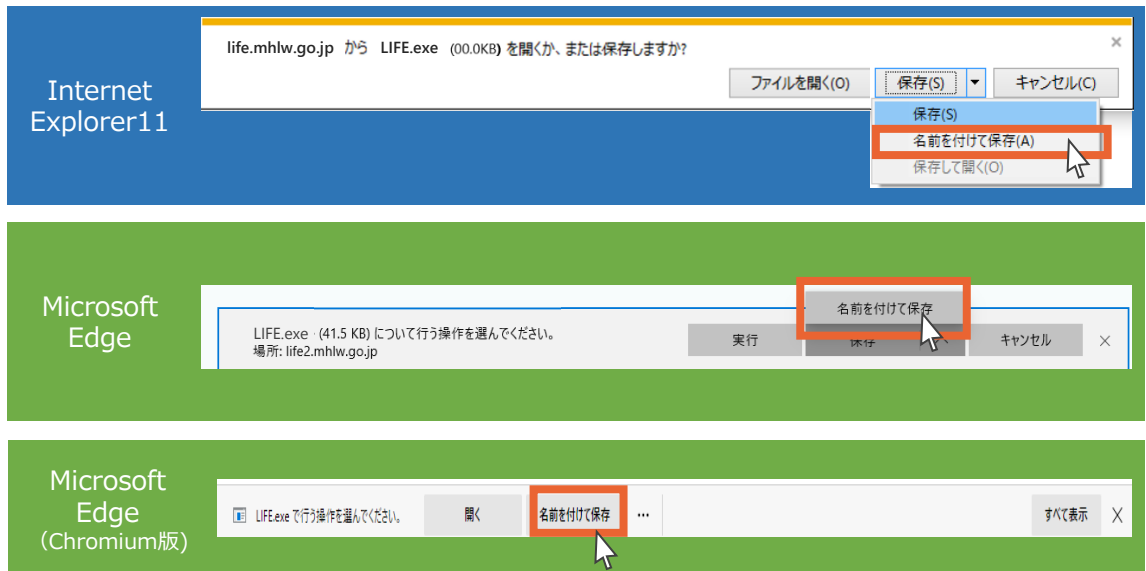 Internet
Explorer11
life.mhlw.go.jp から LIFE.exe (00.0KB) を開くか、または保存しますか?
×
ファイルを開く(O) 保存(S) キャンセル(C)
保存(S)
名前を付けて保存(A)
保存して開く(O)
Microsoft
Edge
名前を付けて保存
LIFE.exe (41.5 KB) について行う操作を選んでください。
場所: life2.mhlw.go.jp
実行 保存 キャンセル ×
Microsoft
Edge
(Chromium版)
LIFE.exe で行う操作を選んでください。 開く 名前を付けて保存 … すべて表示 X